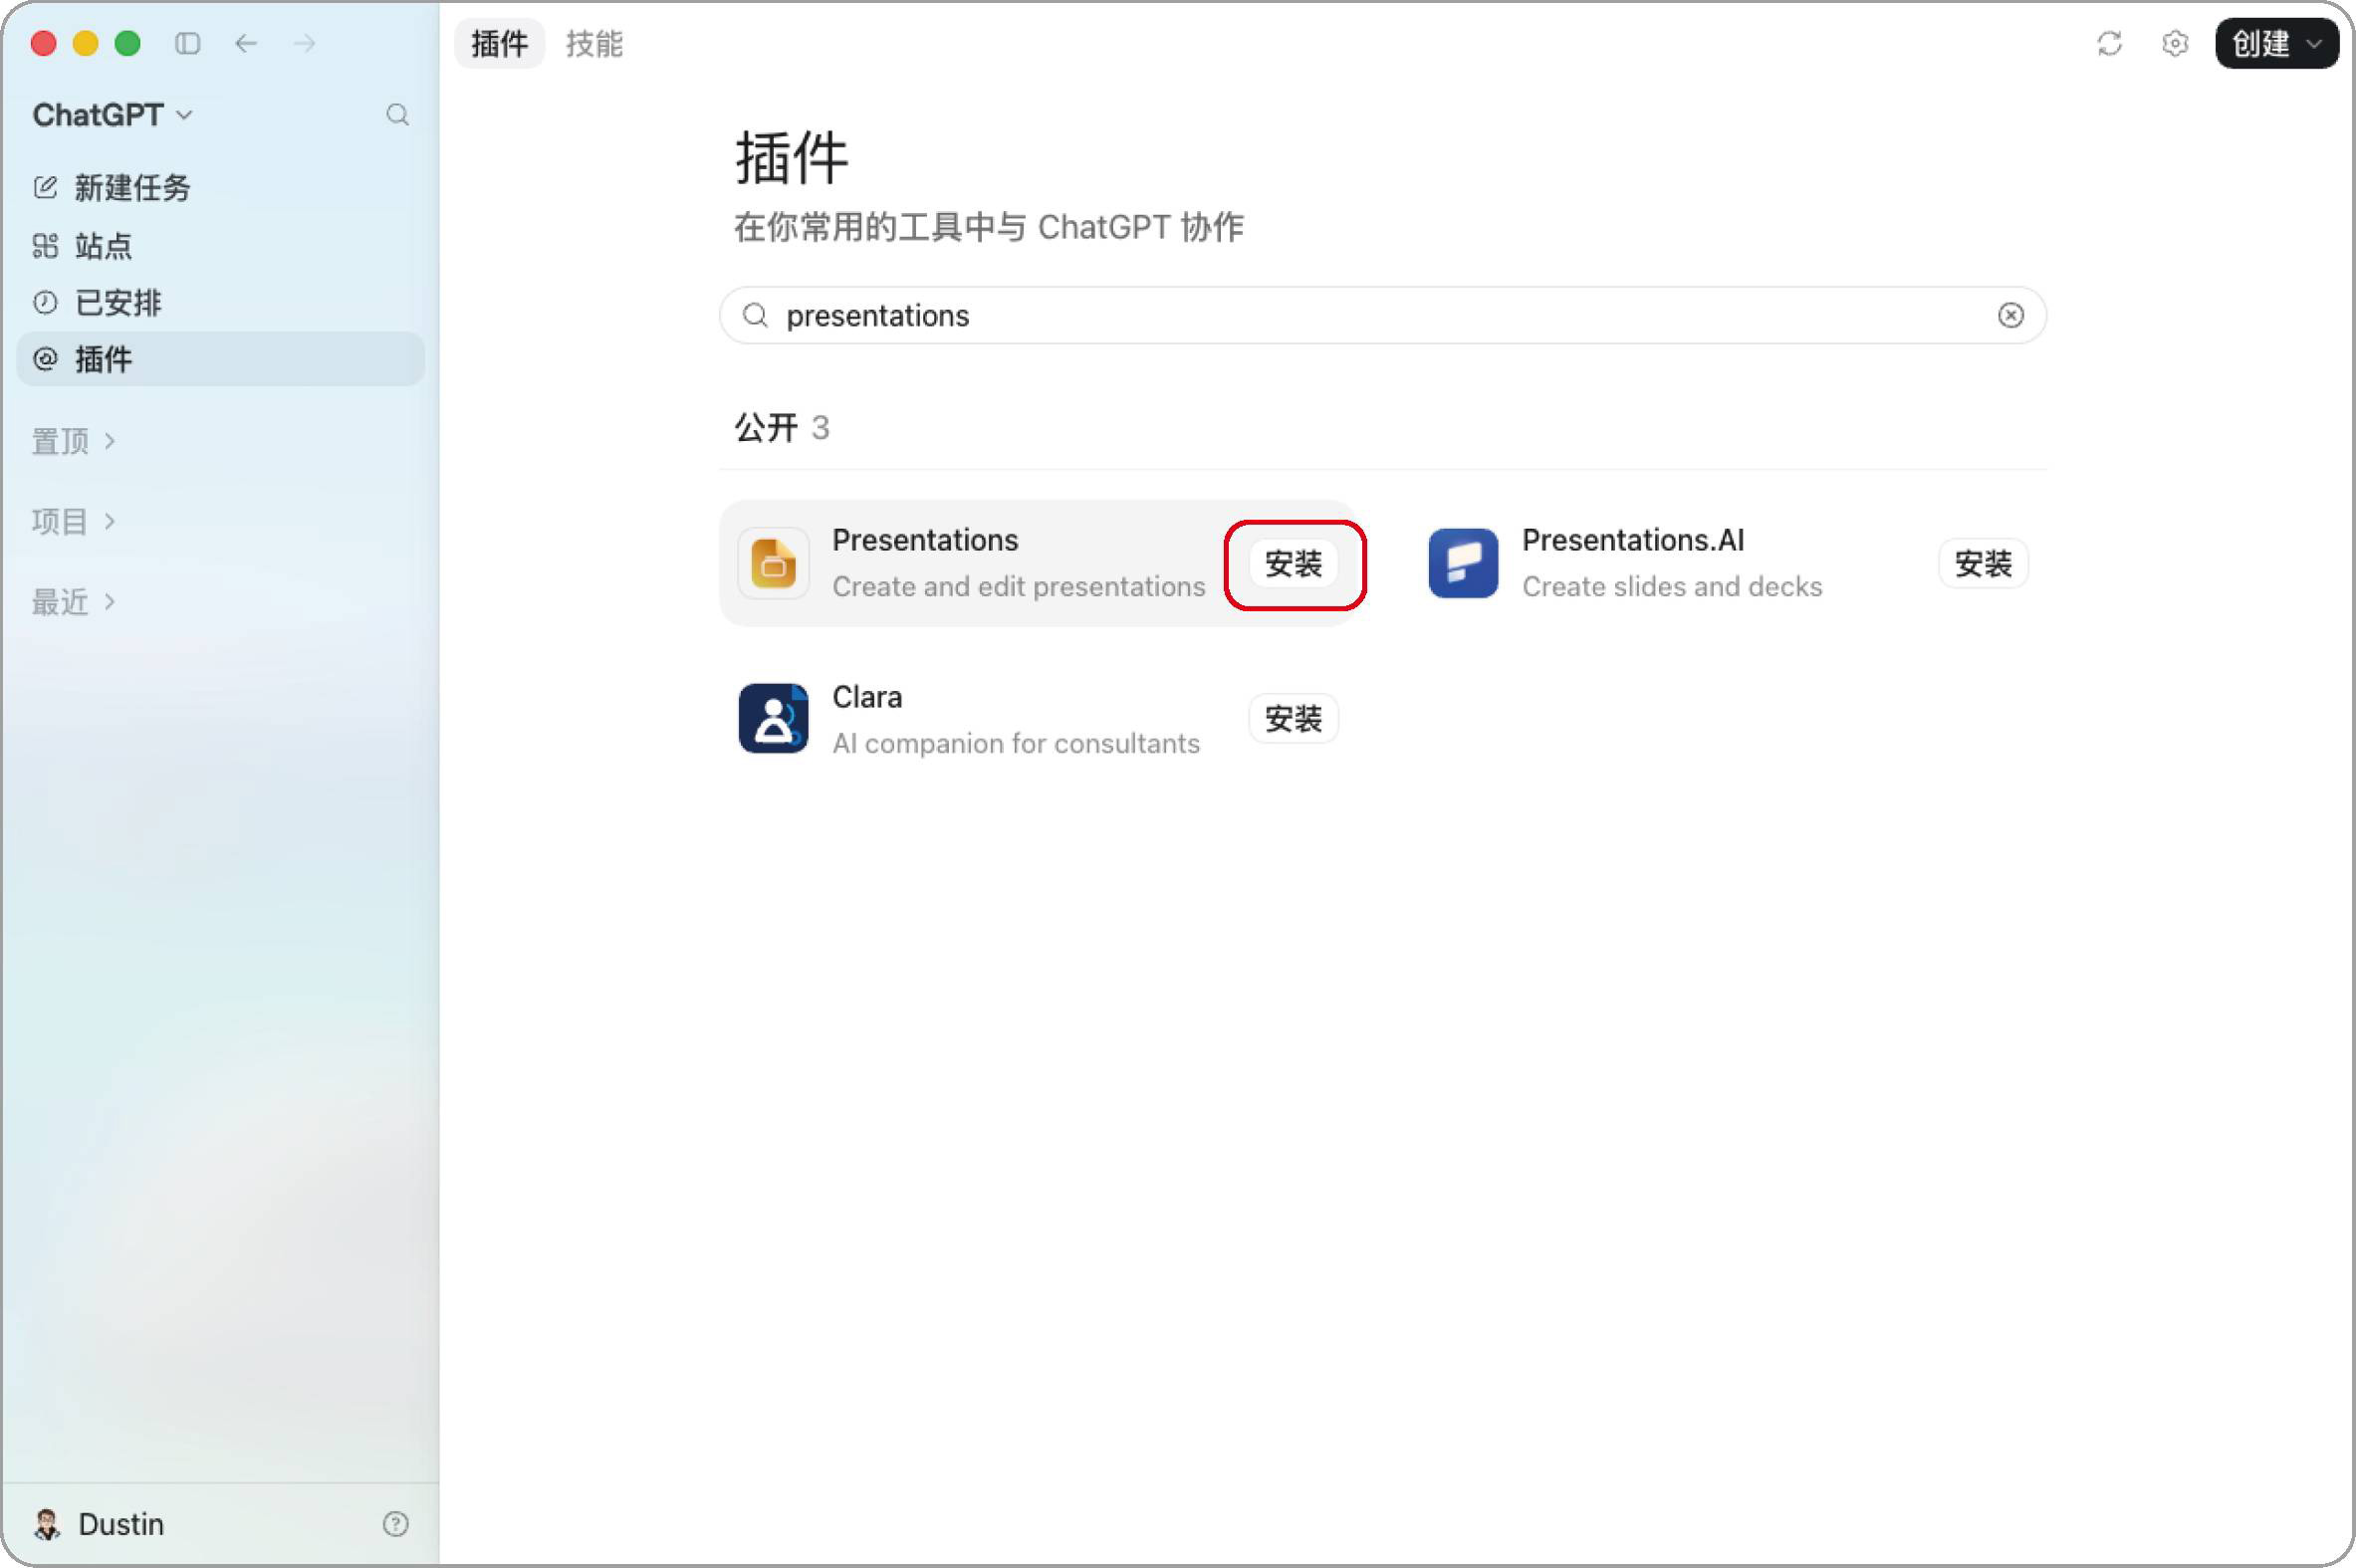 插件 技能
创建
ChatGPT
新建任务
站点
已安排
插件
置顶
项目
最近
Dustin
插件
在你常用的工具中与 ChatGPT 协作
presentations
公开 3
Presentations
Create and edit presentations
安装
Presentations.AI
Create slides and decks
安装
Clara
AI companion for consultants
安装